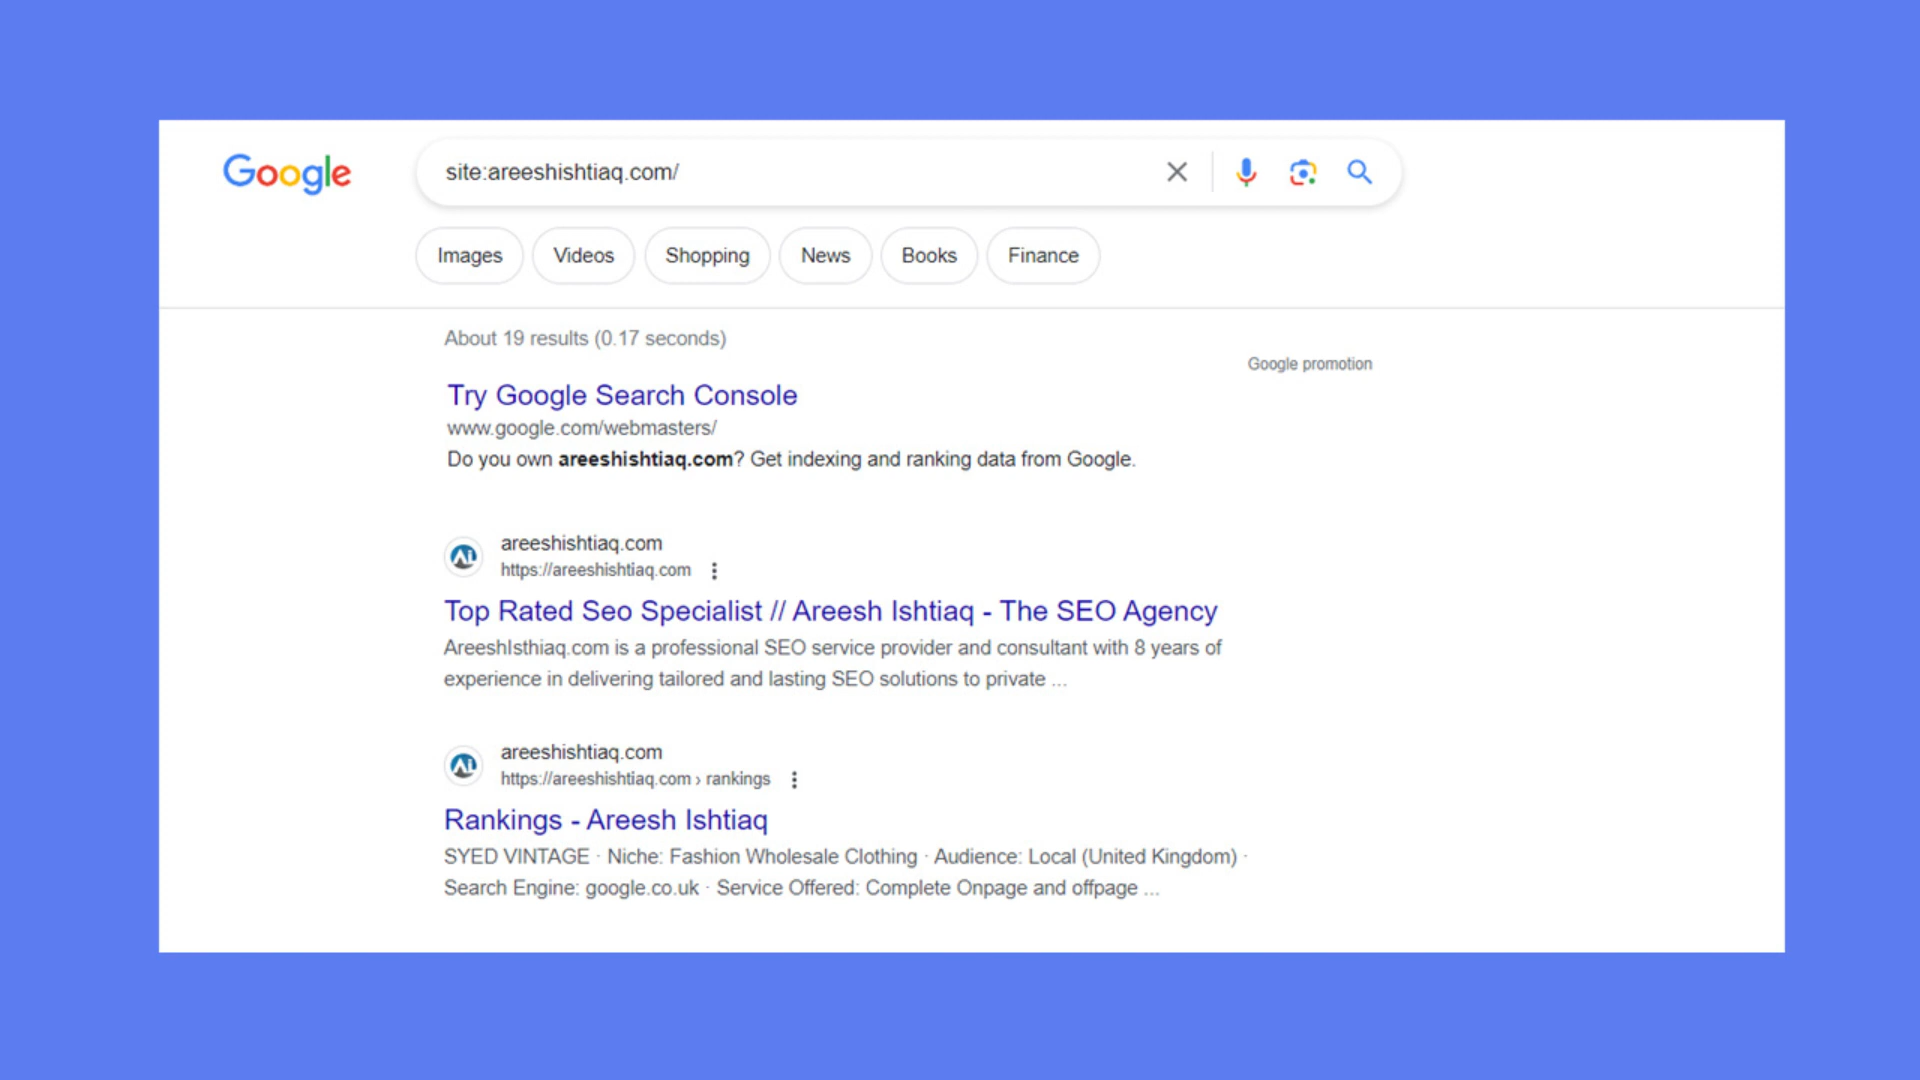 Google
site:areeshishtiaq.com/
Images Videos Shopping News Books Finance
About 19 results (0.17 seconds)
Google promotion
Try Google Search Console
www.google.com/webmasters/
Do you own areeshishtiaq.com? Get indexing and ranking data from Google.
Ai
areeshishtiaq.com
https://areeshishtiaq.com
Top Rated Seo Specialist // Areesh Ishtiaq - The SEO Agency
AreeshIsthiaq.com is a professional SEO service provider and consultant with 8 years of
experience in delivering tailored and lasting SEO solutions to private ...
Ai
areeshishtiaq.com
https://areeshishtiaq.com › rankings
Rankings - Areesh Ishtiaq
SYED VINTAGE · Niche: Fashion Wholesale Clothing · Audience: Local (United Kingdom) ·
Search Engine: google.co.uk · Service Offered: Complete Onpage and offpage ...